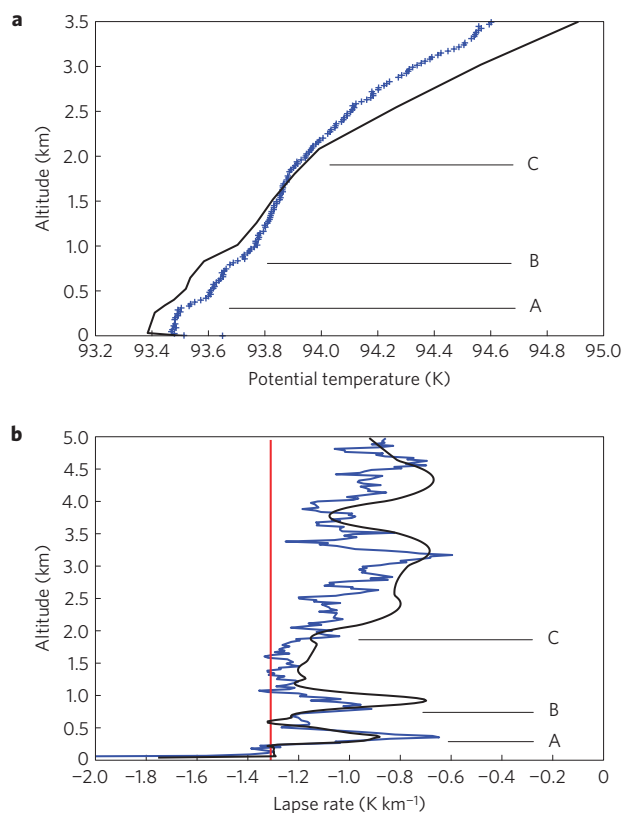 a
3.5
3.0
2.5
2.0
1.5
1.0
0.5
0
Altitude (km)
C
B
A
93.2 93.4 93.6 93.8 94.0 94.2 94.4 94.6 94.8 95.0
Potential temperature (K)
b
5.0
4.5
4.0
3.5
3.0
2.5
2.0
1.5
1.0
0.5
0
Altitude (km)
C
B
A
−2.0 −1.8 −1.6 −1.4 −1.2 −1.0 −0.8 −0.6 −0.4 −0.2 0
Lapse rate (K km⁻¹)